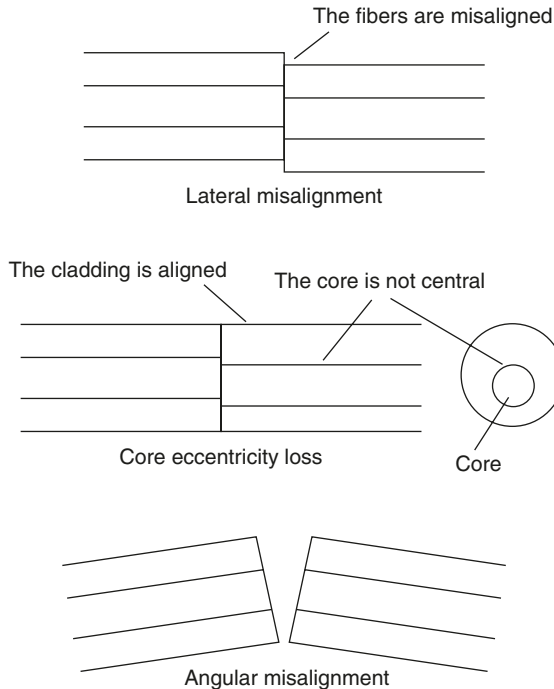 The fibers are misaligned
Lateral misalignment
The cladding is aligned
The core is not central
Core eccentricity loss
Core
Angular misalignment